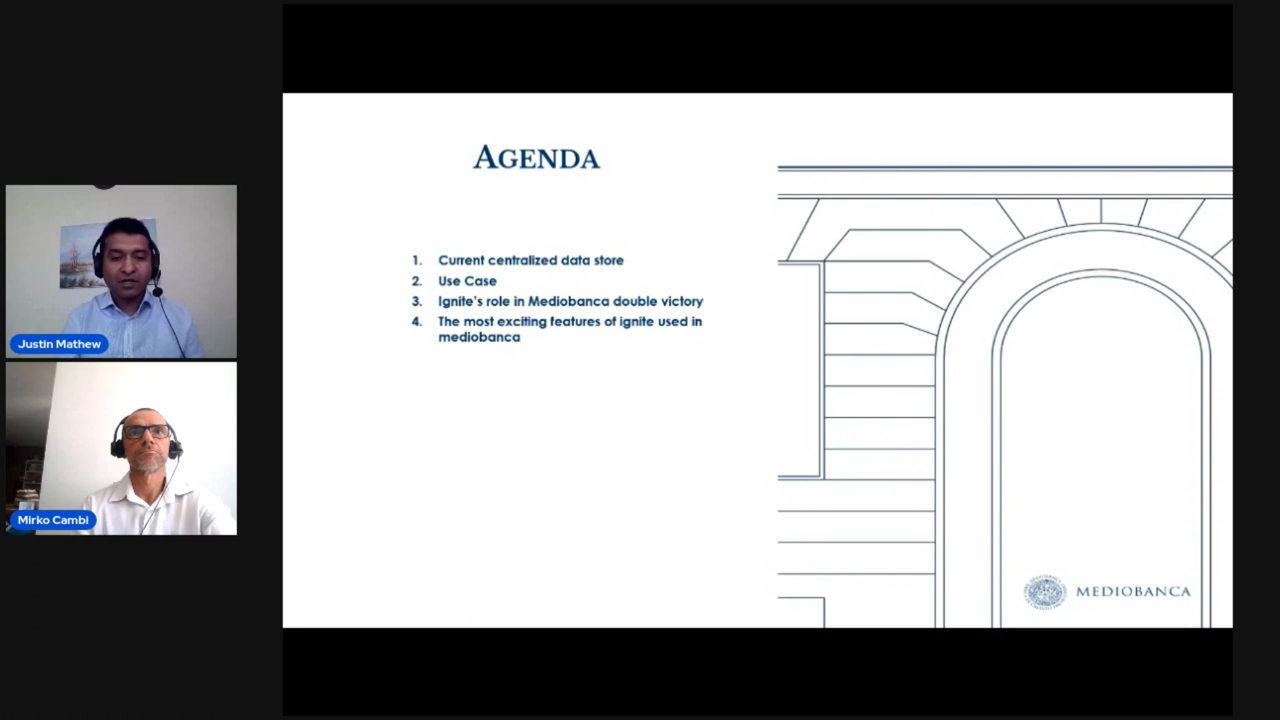 AGENDA
1. Current centralized data store
2. Use Case
3. Ignite's role in Mediobanca double victory
4. The most exciting features of ignite used in
mediobanca
Justin Mathew
Mirko Cambi
MEDIOBANCA